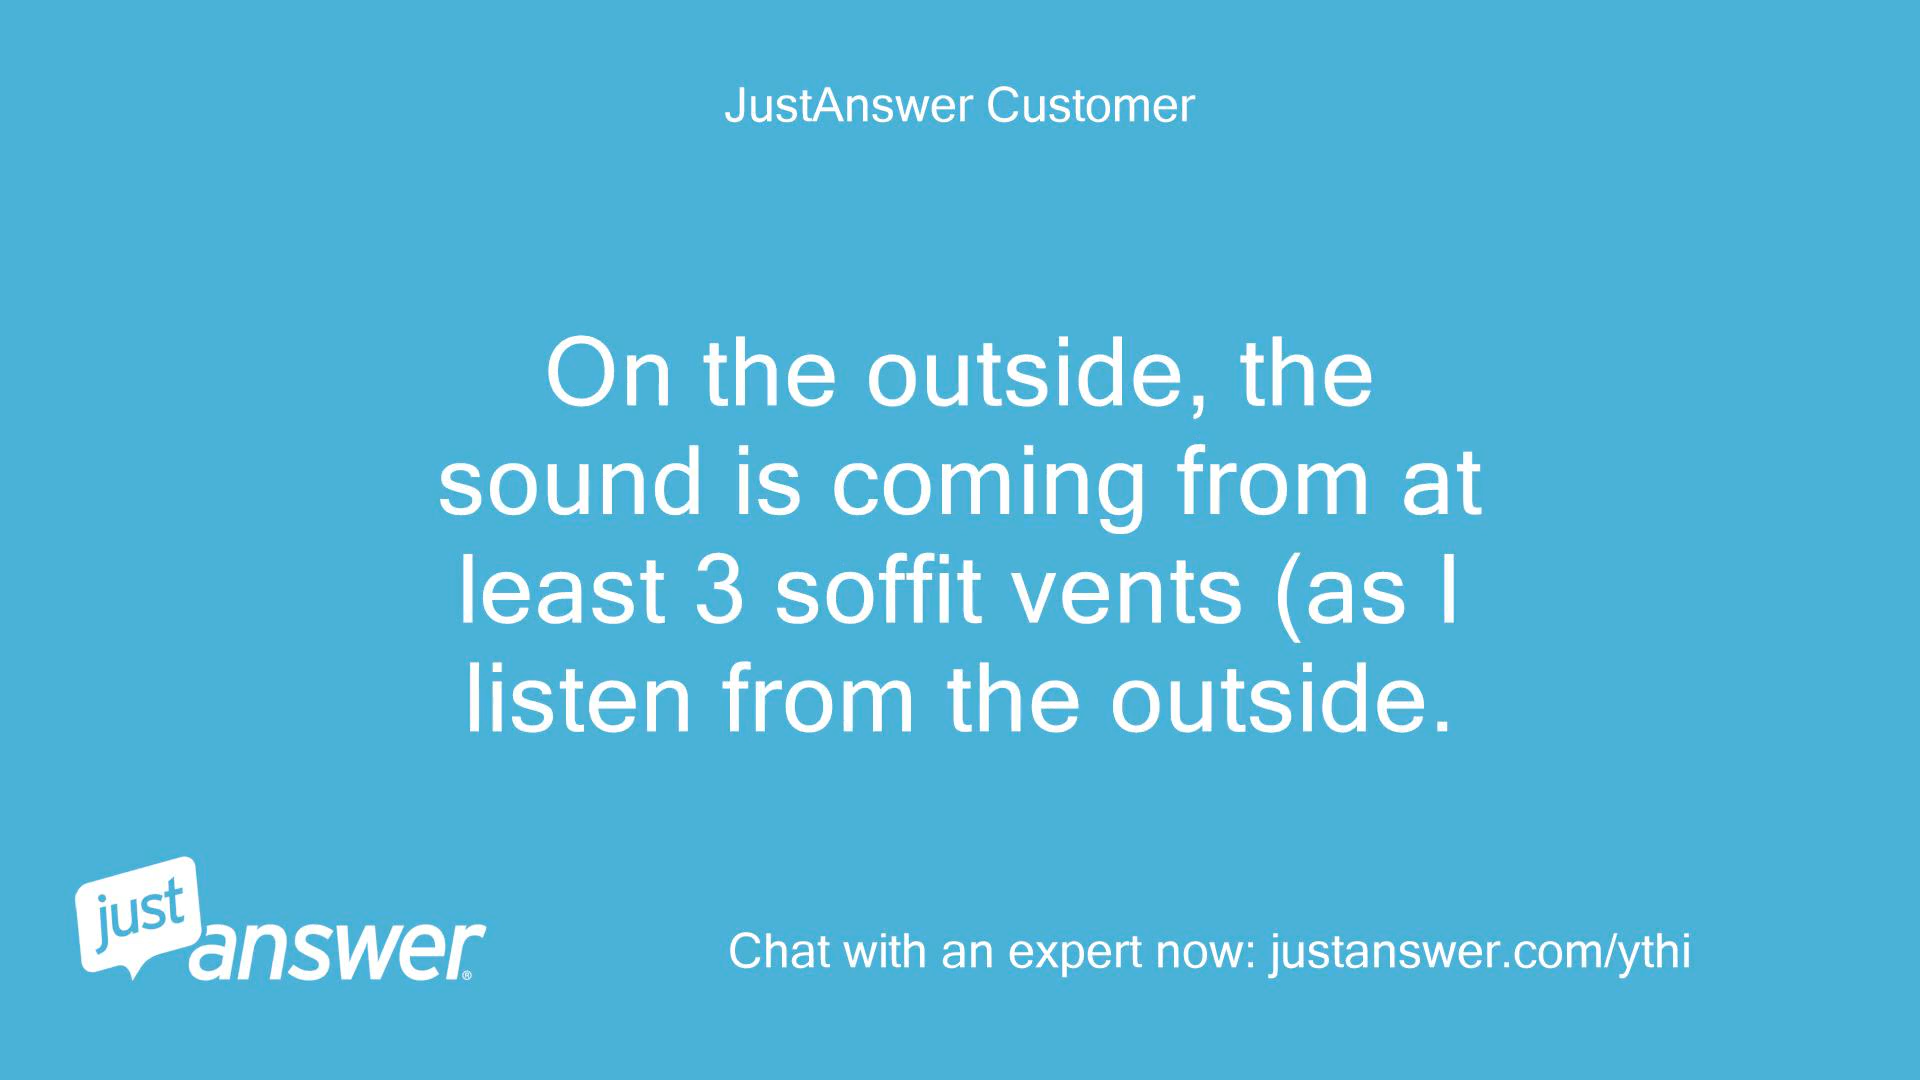 JustAnswer Customer
On the outside, the
sound is coming from at
least 3 soffit vents (as I
listen from the outside.
just
answer®
Chat with an expert now: justanswer.com/ythi